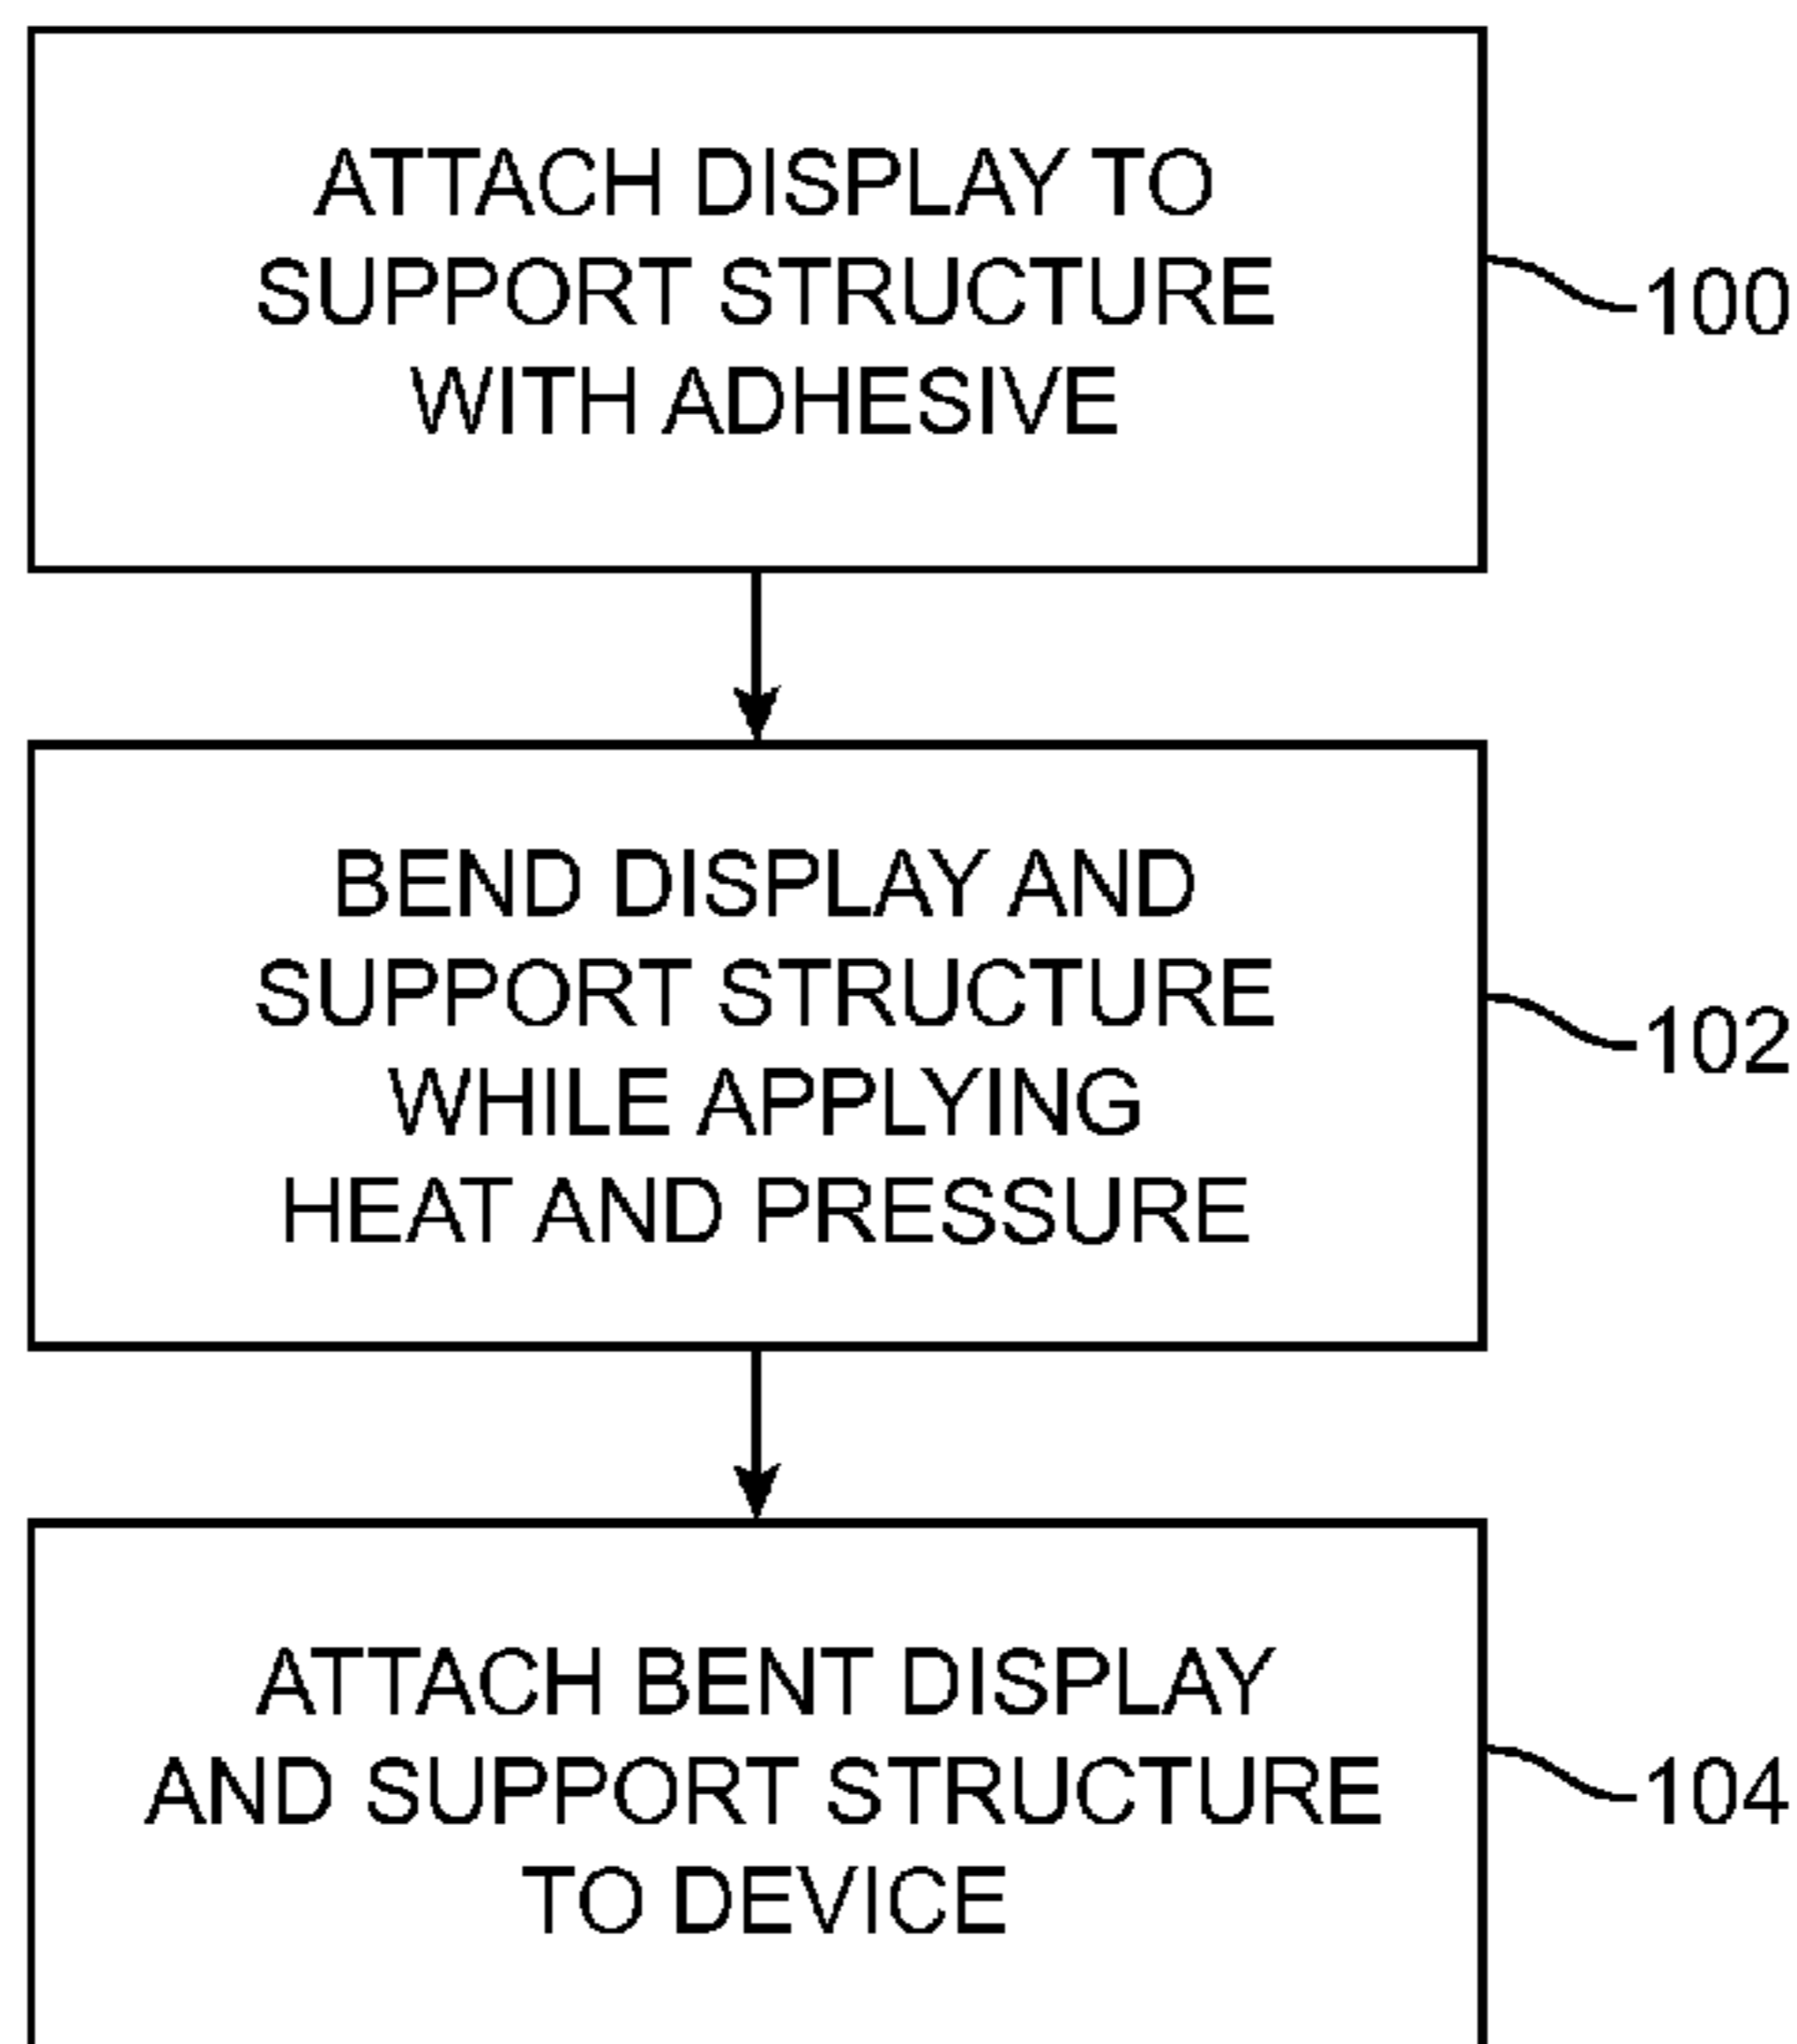 ATTACH DISPLAY TO
SUPPORT STRUCTURE
WITH ADHESIVE
100
BEND DISPLAY AND
SUPPORT STRUCTURE
WHILE APPLYING
HEAT AND PRESSURE
102
ATTACH BENT DISPLAY
AND SUPPORT STRUCTURE
TO DEVICE
104